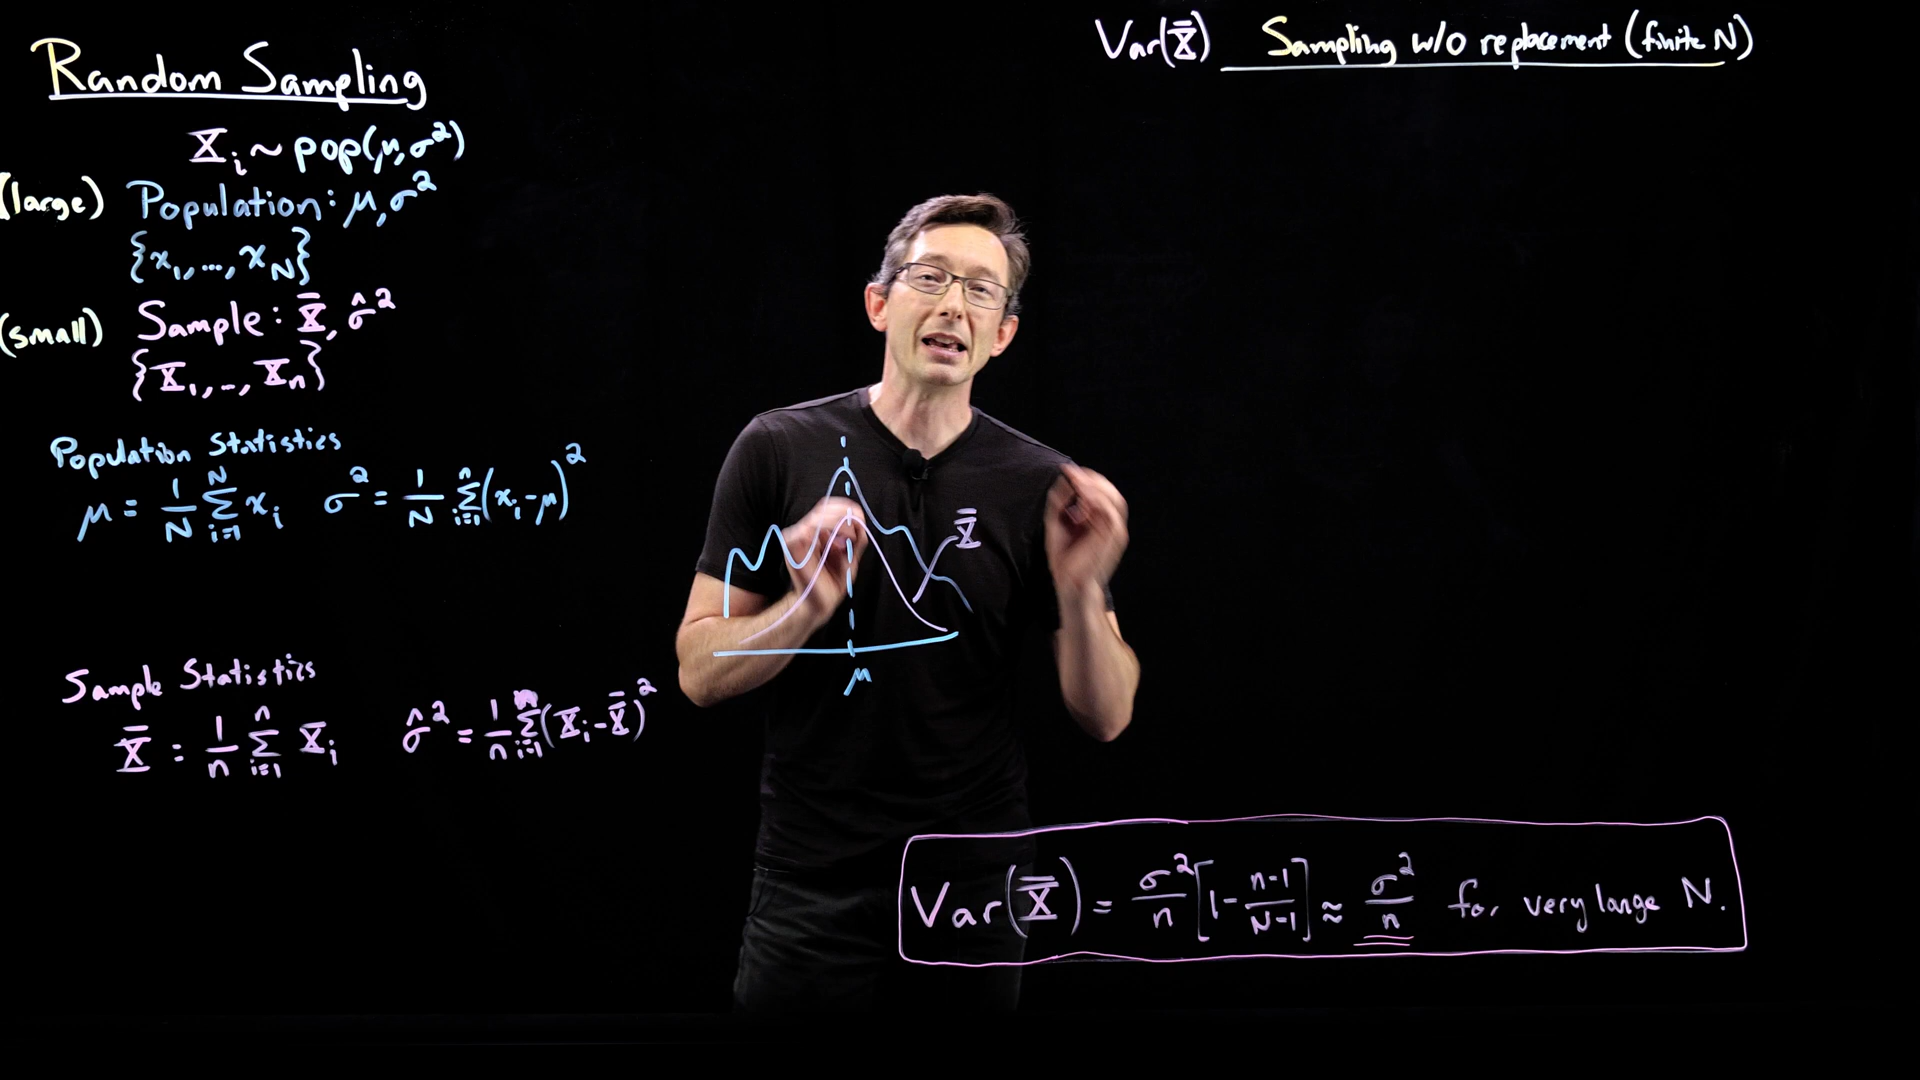 Random Sampling
X̄ᵢ ~ pop(μ, σ²)
(large) Population: μ, σ²
{x₁, ..., x_N}
(small) Sample: X̄, σ̂²
{X₁, .., Xₙ}
Population Statistics
μ = 1/N Σᵢ₌₁ᴺ xᵢ σ² = 1/N Σᵢ₌₁ⁿ (xᵢ - μ)²
Sample Statistics
X̄ = 1/n Σᵢ₌₁ⁿ Xᵢ σ̂² = 1/n Σᵢ₌₁ⁿ (Xᵢ - X̄)²
X̄
μ
Var(X̄) Sampling w/o replacement (finite N)
Var(X̄) = σ²/n [1 - n-1/N-1] ≈ σ²/n for very large N.